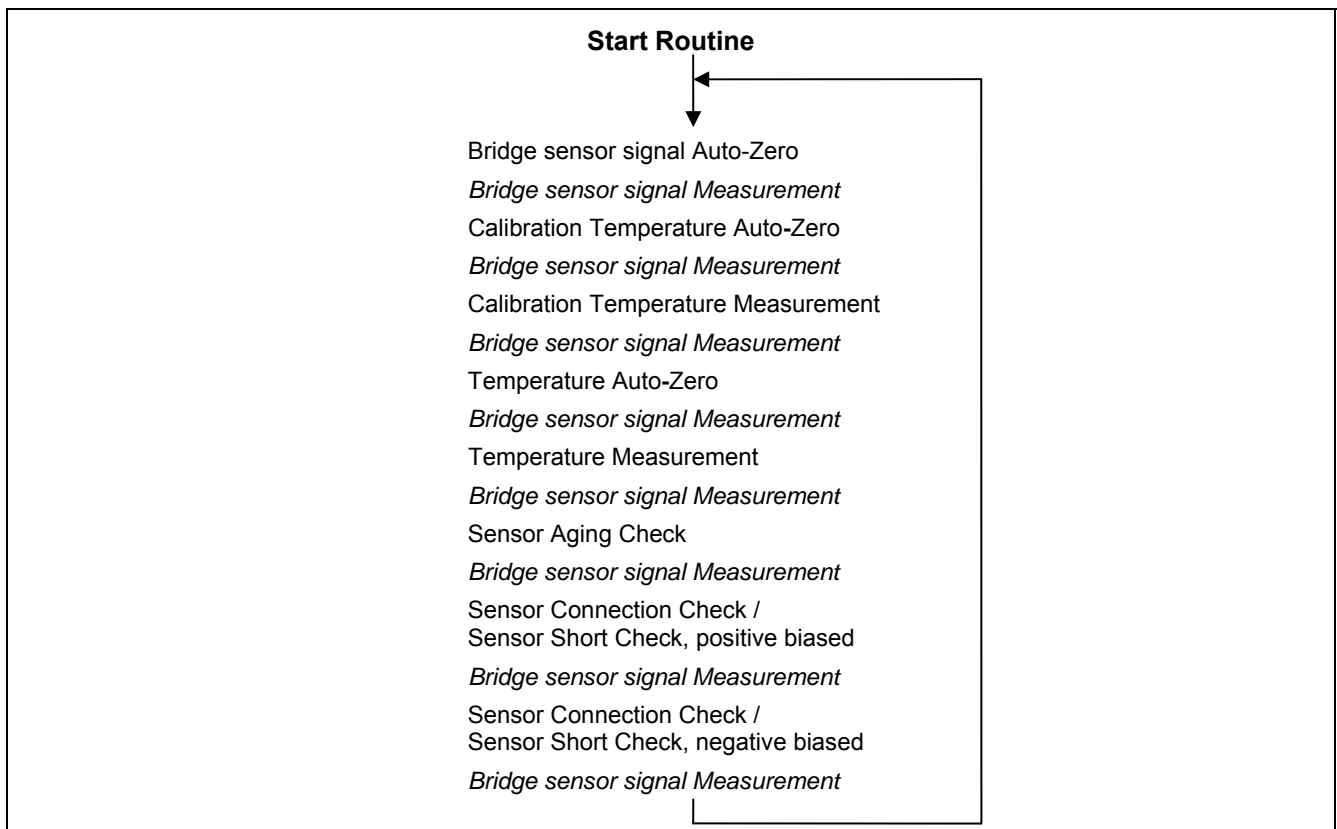 Start Routine
Bridge sensor signal Auto-Zero
Bridge sensor signal Measurement
Calibration Temperature Auto-Zero
Bridge sensor signal Measurement
Calibration Temperature Measurement
Bridge sensor signal Measurement
Temperature Auto-Zero
Bridge sensor signal Measurement
Temperature Measurement
Bridge sensor signal Measurement
Sensor Aging Check
Bridge sensor signal Measurement
Sensor Connection Check /
Sensor Short Check, positive biased
Bridge sensor signal Measurement
Sensor Connection Check /
Sensor Short Check, negative biased
Bridge sensor signal Measurement